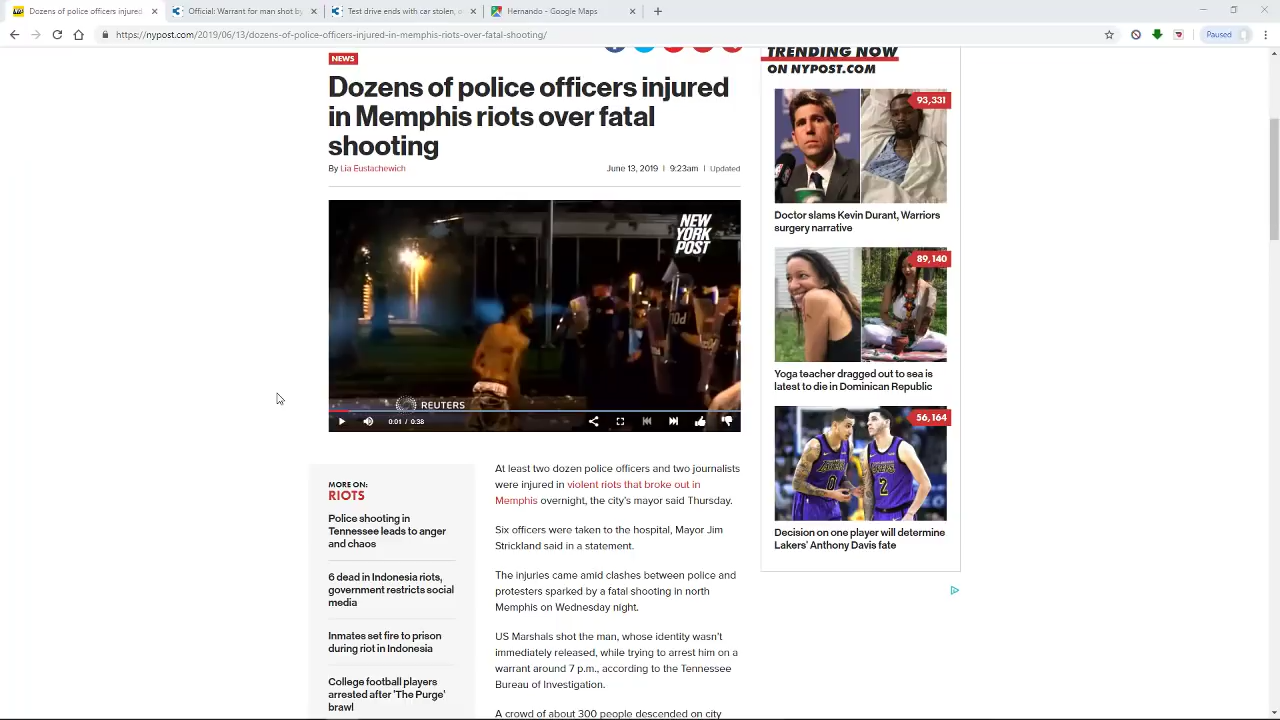 Dozens of police officers injured
Official: Warrant for man shot by
Test drive ends with car stolen, o
Hernando - Google Maps
https://nypost.com/2019/06/13/dozens-of-police-officers-injured-in-memphis-riots-over-fatal-shooting/
Paused
NEWS
Dozens of police officers injured
in Memphis riots over fatal
shooting
By Lia Eustachewich
June 13, 2019 | 9:23am | Updated
NEW
YORK
POST
POL
REUTERS
0:01 / 0:38
MORE ON:
RIOTS
Police shooting in
Tennessee leads to anger
and chaos
6 dead in Indonesia riots,
government restricts social
media
Inmates set fire to prison
during riot in Indonesia
College football players
arrested after 'The Purge'
brawl
At least two dozen police officers and two journalists
were injured in violent riots that broke out in
Memphis overnight, the city's mayor said Thursday.
Six officers were taken to the hospital, Mayor Jim
Strickland said in a statement.
The injuries came amid clashes between police and
protesters sparked by a fatal shooting in north
Memphis on Wednesday night.
US Marshals shot the man, whose identity wasn't
immediately released, while trying to arrest him on a
warrant around 7 p.m., according to the Tennessee
Bureau of Investigation.
A crowd of about 300 people descended on city
TRENDING NOW
ON NYPOST.COM
93,331
Doctor slams Kevin Durant, Warriors
surgery narrative
89,140
Yoga teacher dragged out to sea is
latest to die in Dominican Republic
56,164
0
2
Decision on one player will determine
Lakers' Anthony Davis fate